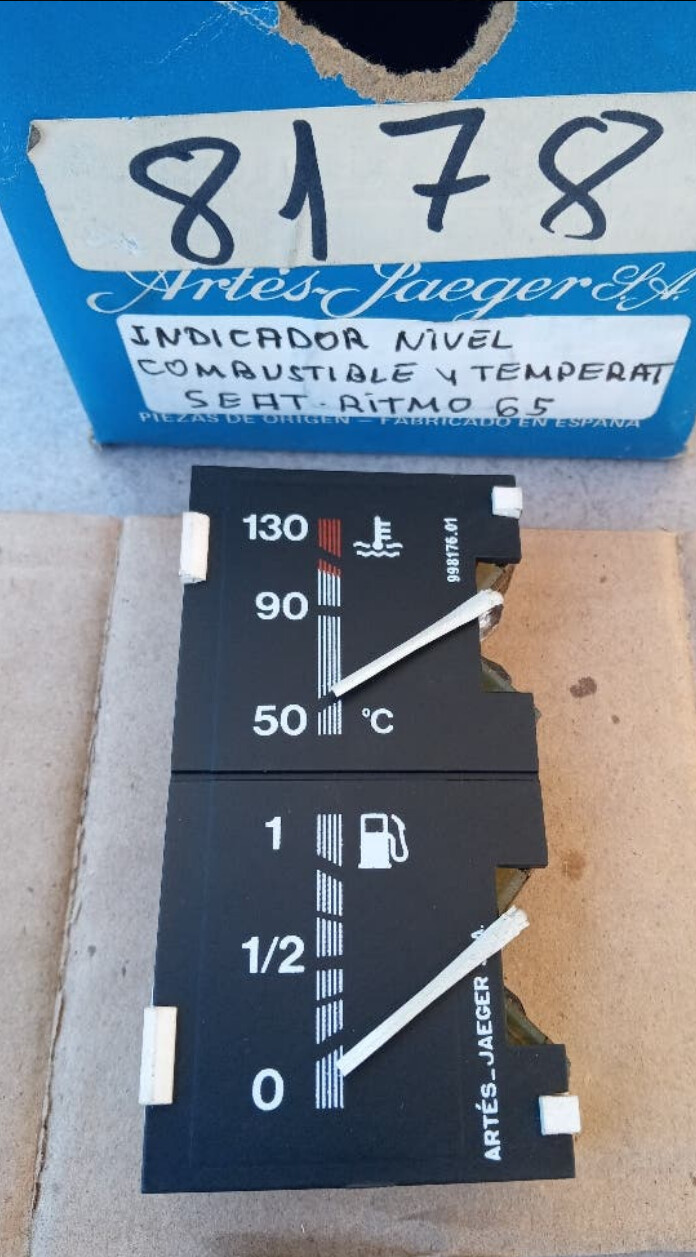 8178
Artés-Jaeger S.A.
INDICADOR NIVEL
COMBUSTIBLE Y TEMPERAT
SEAT-RITMO 65
PIEZAS DE ORIGEN – FABRICADO EN ESPAÑA
130
998176.01
90
50 °C
1
1/2
0
ARTÉS-JAEGER